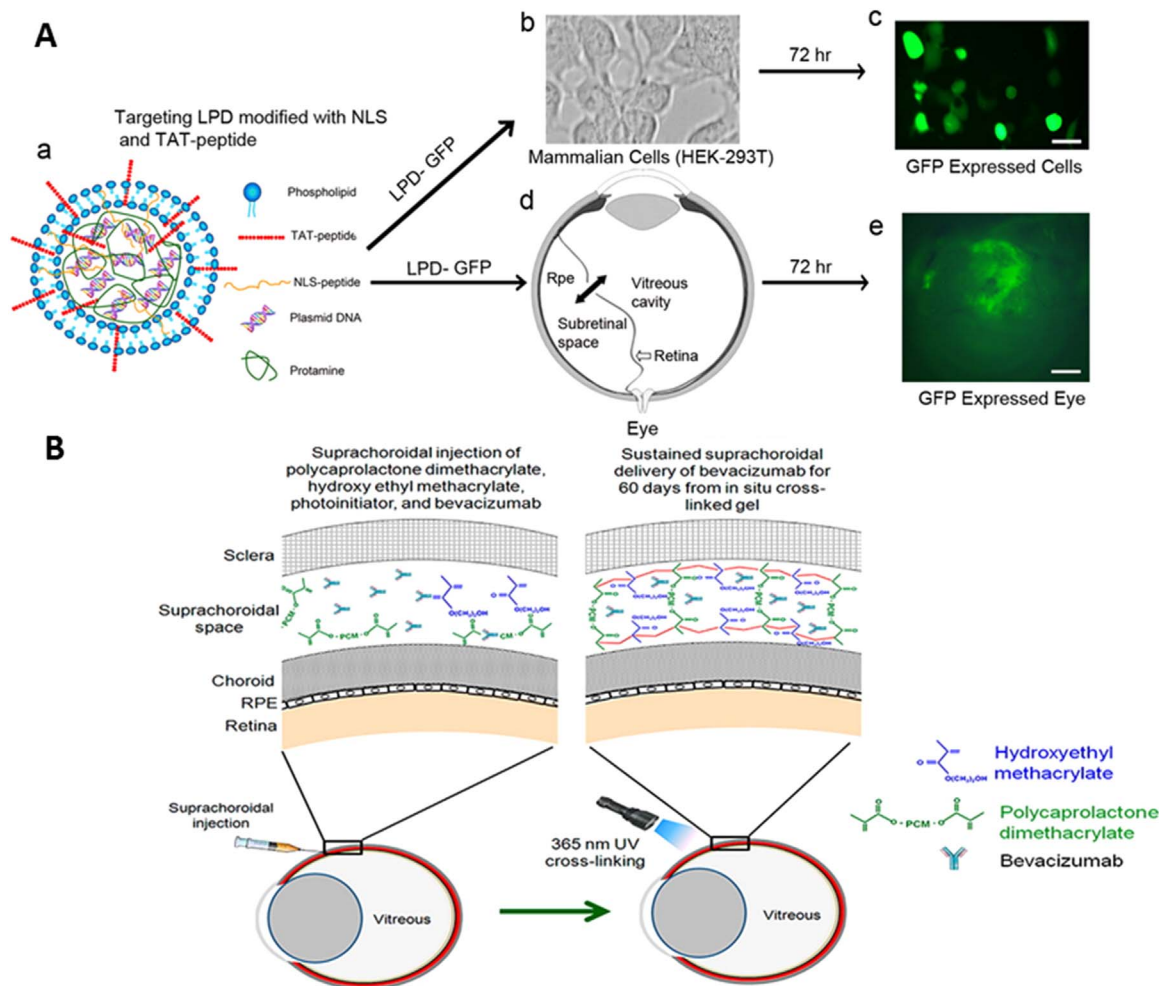 A
Targeting LPD modified with NLS
and TAT-peptide
a
Phospholipid
TAT-peptide
NLS-peptide
Plasmid DNA
Protamine
LPD- GFP
LPD- GFP
b
Mammalian Cells (HEK-293T)
72 hr
c
GFP Expressed Cells
d
Rpe
Vitreous
cavity
Subretinal
space
Retina
Eye
72 hr
e
GFP Expressed Eye
B
Suprachoroidal injection of
polycaprolactone dimethacrylate,
hydroxy ethyl methacrylate,
photoinitiator, and bevacizumab
Sustained suprachoroidal
delivery of bevacizumab for
60 days from in situ cross-
linked gel
Sclera
Suprachoroidal
space
Choroid
RPE
Retina
Suprachoroidal
injection
Vitreous
365 nm UV
cross-linking
Vitreous
Hydroxyethyl
methacrylate
Polycaprolactone
dimethacrylate
Bevacizumab